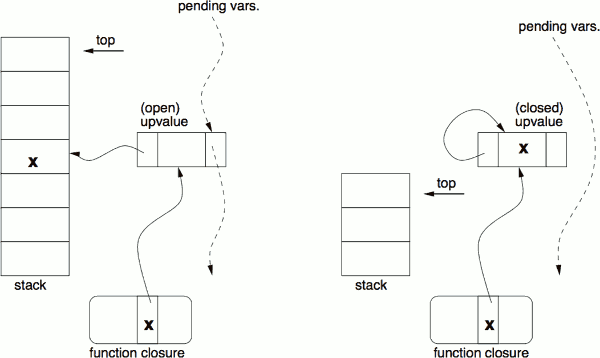 pending vars.
top
(open)
upvalue
x
stack
x
function closure
pending vars.
(closed)
upvalue
x
top
stack
x
function closure